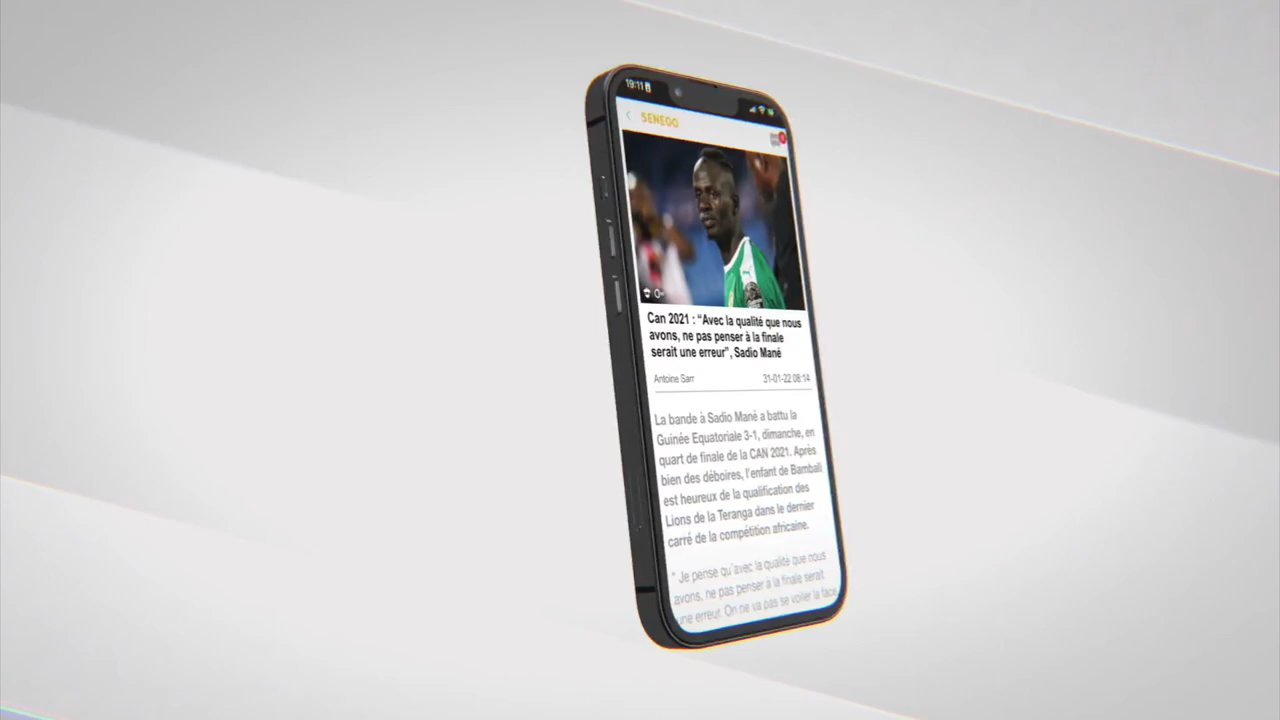 19:11
SENEGO
Can 2021 : “Avec la qualité que nous
avons, ne pas penser à la finale
serait une erreur”, Sadio Mané
Antoine Sarr 31-01-22 08:14
La bande à Sadio Mané a battu la
Guinée Equatoriale 3-1, dimanche, en
quart de finale de la CAN 2021. Après
bien des déboires, l’enfant de Bambali
est heureux de la qualification des
Lions de la Teranga dans le dernier
carré de la compétition africaine.
“ Je pense qu’avec la qualité que nous
avons, ne pas penser à la finale serait
une erreur. On ne va pas se voiler la face